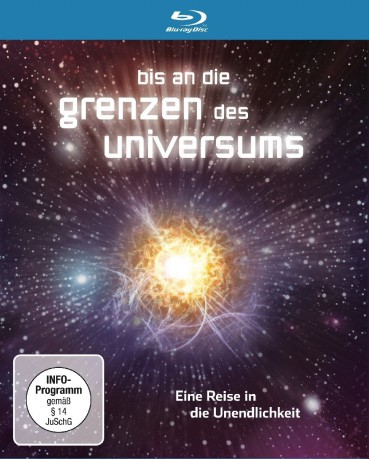 Blu-ray Disc
bis an die
grenzen des
universums
INFO-
Programm
gemäß
§ 14
JuSchG
Eine Reise in
die Unendlichkeit